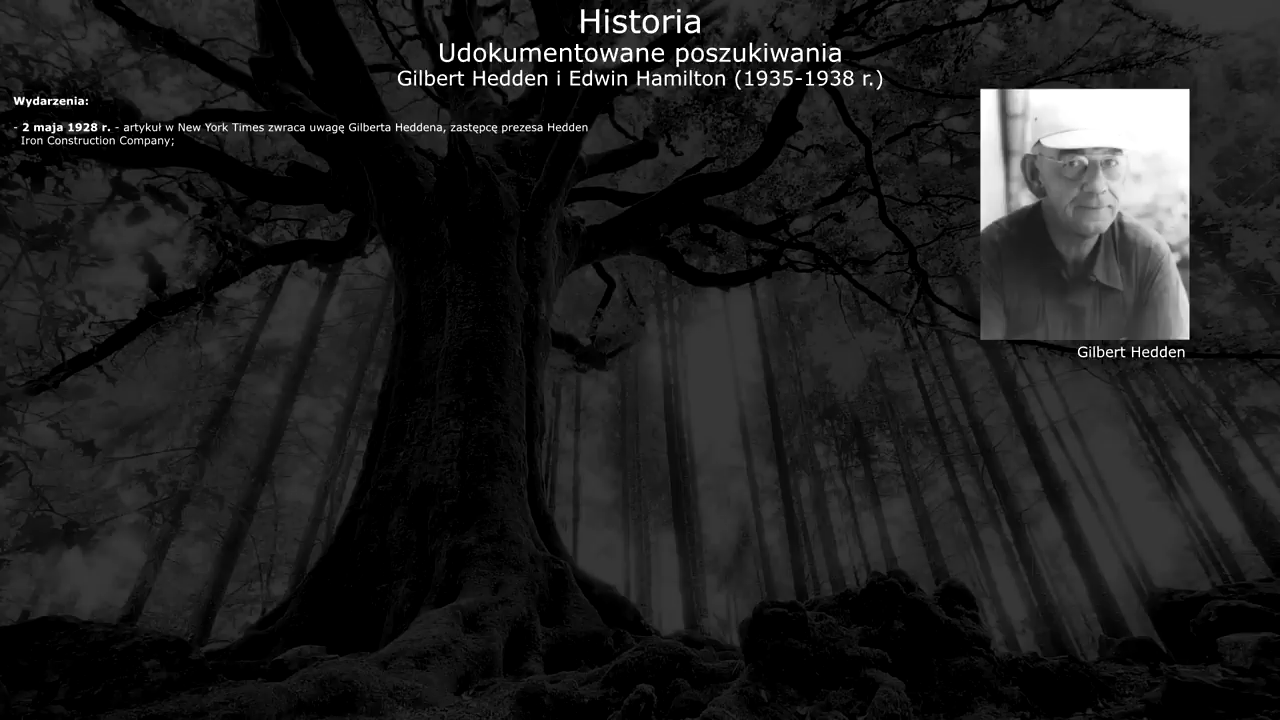 Historia
Udokumentowane poszukiwania
Gilbert Hedden i Edwin Hamilton (1935-1938 r.)
Wydarzenia:
- 2 maja 1928 r. - artykuł w New York Times zwraca uwagę Gilberta Heddena, zastępcę prezesa Hedden
Iron Construction Company;
Gilbert Hedden